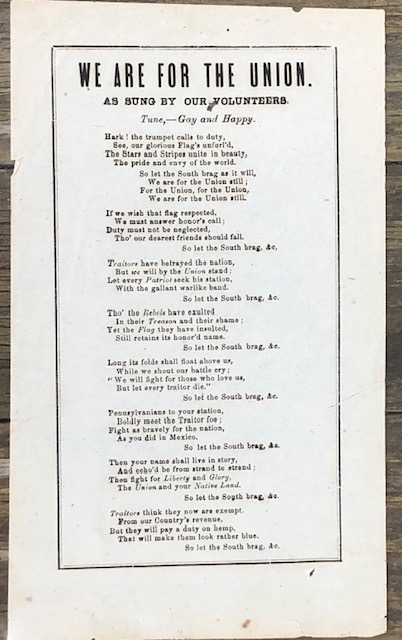 WE ARE FOR THE UNION.
AS SUNG BY OUR VOLUNTEERS.
Tune,—Gay and Happy.
Hark! the trumpet calls to duty,
See, our glorious Flag's unfurl'd,
The Stars and Stripes unite in beauty,
The pride and envy of the world.
So let the South brag as it will,
We are for the Union still;
For the Union, for the Union,
We are for the Union still.
If we wish that flag respected,
We must answer honor's call;
Duty must not be neglected,
Tho' our dearest friends should fall.
So let the South brag, &c,
Traitors have betrayed the nation,
But we will by the Union stand:
Let every Patriot seek his station,
With the gallant warlike band.
So let the South brag, &c.
Tho' the Rebels have exulted
In their Treason and their shame;
Yet the Flag they have insulted,
Still retains its honor'd name.
So let the South brag, &c.
Long its folds shall float above us,
While we shout our battle cry;
"We will fight for those who love us,
But let every traitor die."
So let the South brag, &c.
Pennsylvanians to your station,
Boldly meet the Traitor foe;
Fight as bravely for the nation,
As you did in Mexico.
So let the South brag, &c.
Then your name shall live in story,
And echo'd be from strand to strand;
Then fight for Liberty and Glory,
The Union and your Native Land.
So let the South brag, &c.
Traitors think they now are exempt.
From our Country's revenue,
But they will pay a duty on hemp,
That will make them look rather blue.
So let the South brag, &c.